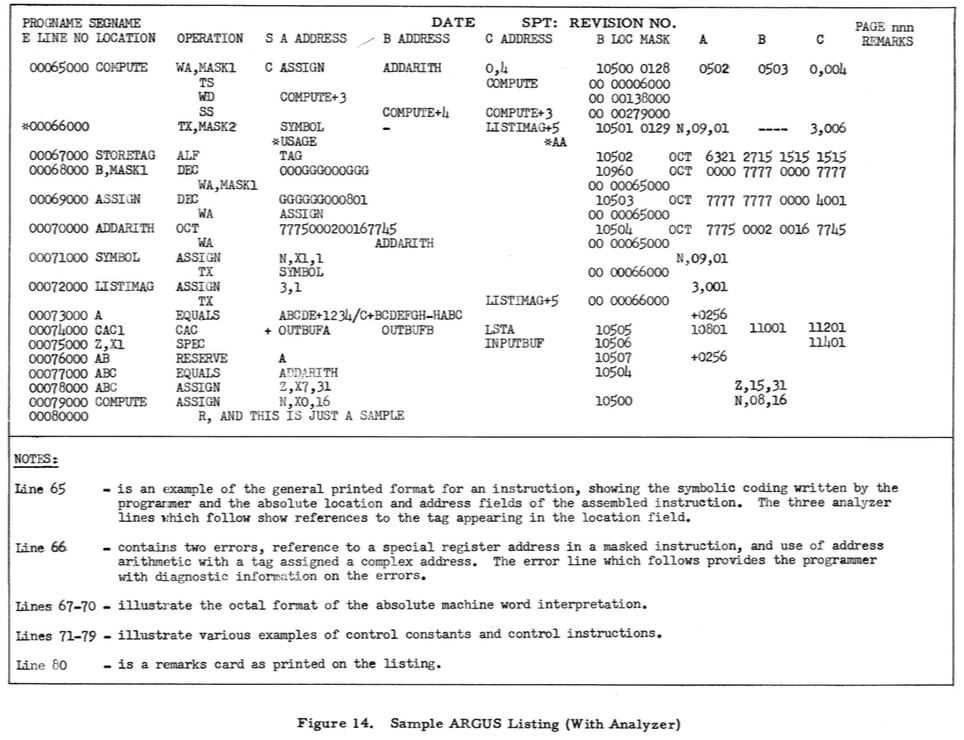 PROGNAME SEGNAME DATE SPT: REVISION NO. PAGE nnn
E LINE NO LOCATION OPERATION S A ADDRESS B ADDRESS C ADDRESS B LOC MASK A B C REMARKS
00065000 COMPUTE WA,MASK1 C ASSIGN ADDARITH 0,4 10500 0128 0502 0503 0,004
TS COMPUTE 00 00006000
WD COMPUTE+3 00 00138000
SS COMPUTE+4 COMPUTE+3 00 00279000
*00066000 TX,MASK2 SYMBOL - LISTIMAG+5 10501 0129 N,09,01 ---- 3,006
*USAGE *AA
00067000 STORETAG ALF TAG 10502 OCT 6321 2715 1515 1515
00068000 B,MASK1 DEC 000GGG000GGG 10960 OCT 0000 7777 0000 7777
WA,MASK1 00 00065000
00069000 ASSIGN DEC GGGGGG000801 10503 OCT 7777 7777 0000 4001
WA ASSIGN 00 00065000
00070000 ADDARITH OCT 7775000200167745 10504 OCT 7775 0002 0016 7745
WA ADDARITH 00 00065000
00071000 SYMBOL ASSIGN N,X1,1 N,09,01
TX SYMBOL 00 00066000
00072000 LISTIMAG ASSIGN 3,1 3,001
TX LISTIMAG+5 00 00066000
00073000 A EQUALS ABCDE+1234/C+BCDEFGH-HABC +0256
00074000 CAC1 CAC + OUTBUFA OUTBUFB LSTA 10505 10801 11001 11201
00075000 Z,X1 SPEC INPUTBUF 10506 11401
00076000 AB RESERVE A 10507 +0256
00077000 ABC EQUALS ADDARITH 10504
00078000 ABC ASSIGN Z,X7,31 Z,15,31
00079000 COMPUTE ASSIGN N,X0,16 10500 N,08,16
00080000 R, AND THIS IS JUST A SAMPLE
NOTES:
Line 65 - is an example of the general printed format for an instruction, showing the symbolic coding written by the
programmer and the absolute location and address fields of the assembled instruction. The three analyzer
lines which follow show references to the tag appearing in the location field.
Line 66 - contains two errors, reference to a special register address in a masked instruction, and use of address
arithmetic with a tag assigned a complex address. The error line which follows provides the programmer
with diagnostic information on the errors.
Lines 67-70 - illustrate the octal format of the absolute machine word interpretation.
Lines 71-79 - illustrate various examples of control constants and control instructions.
Line 80 - is a remarks card as printed on the listing.
Figure 14. Sample ARGUS Listing (With Analyzer)